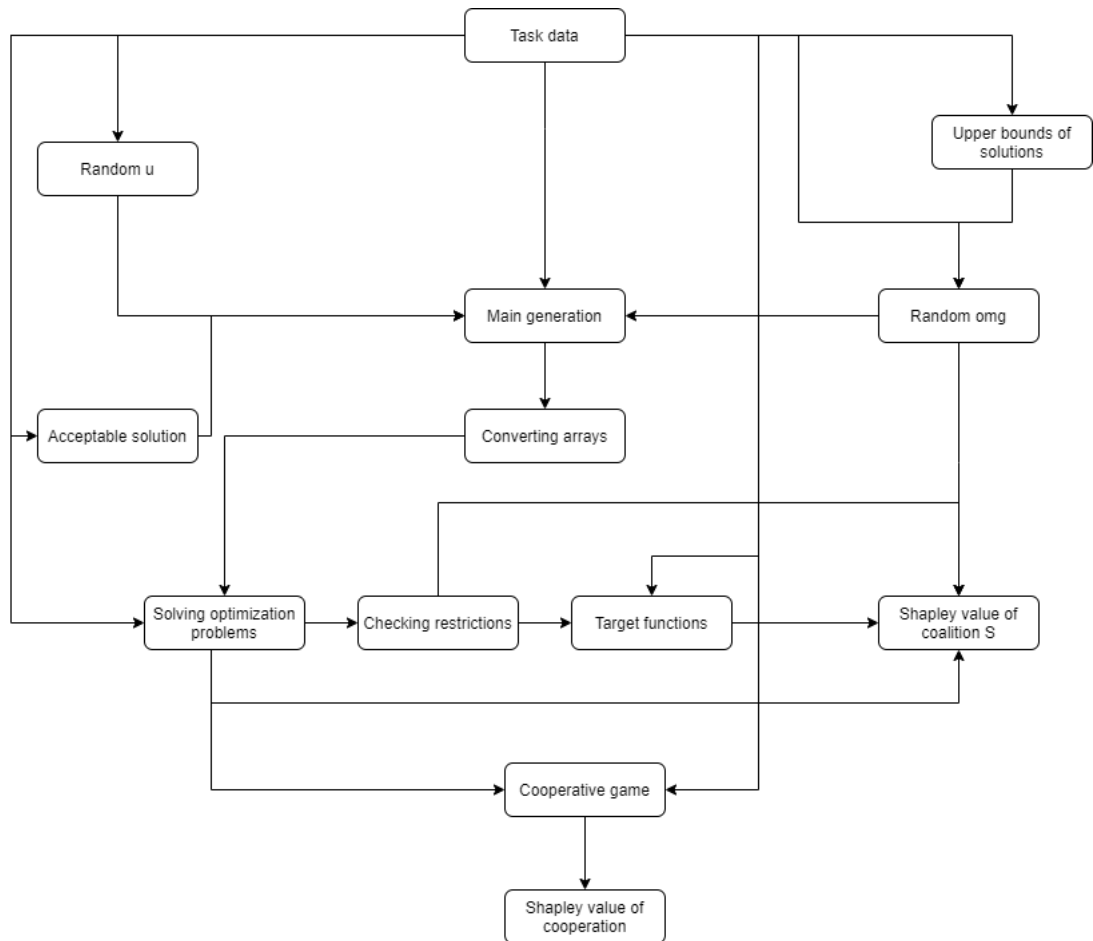 Task data
Upper bounds of
solutions
Random u
Main generation
Random omg
Acceptable solution
Converting arrays
Solving optimization
problems
Checking restrictions
Target functions
Shapley value of
coalition S
Cooperative game
Shapley value of
cooperation